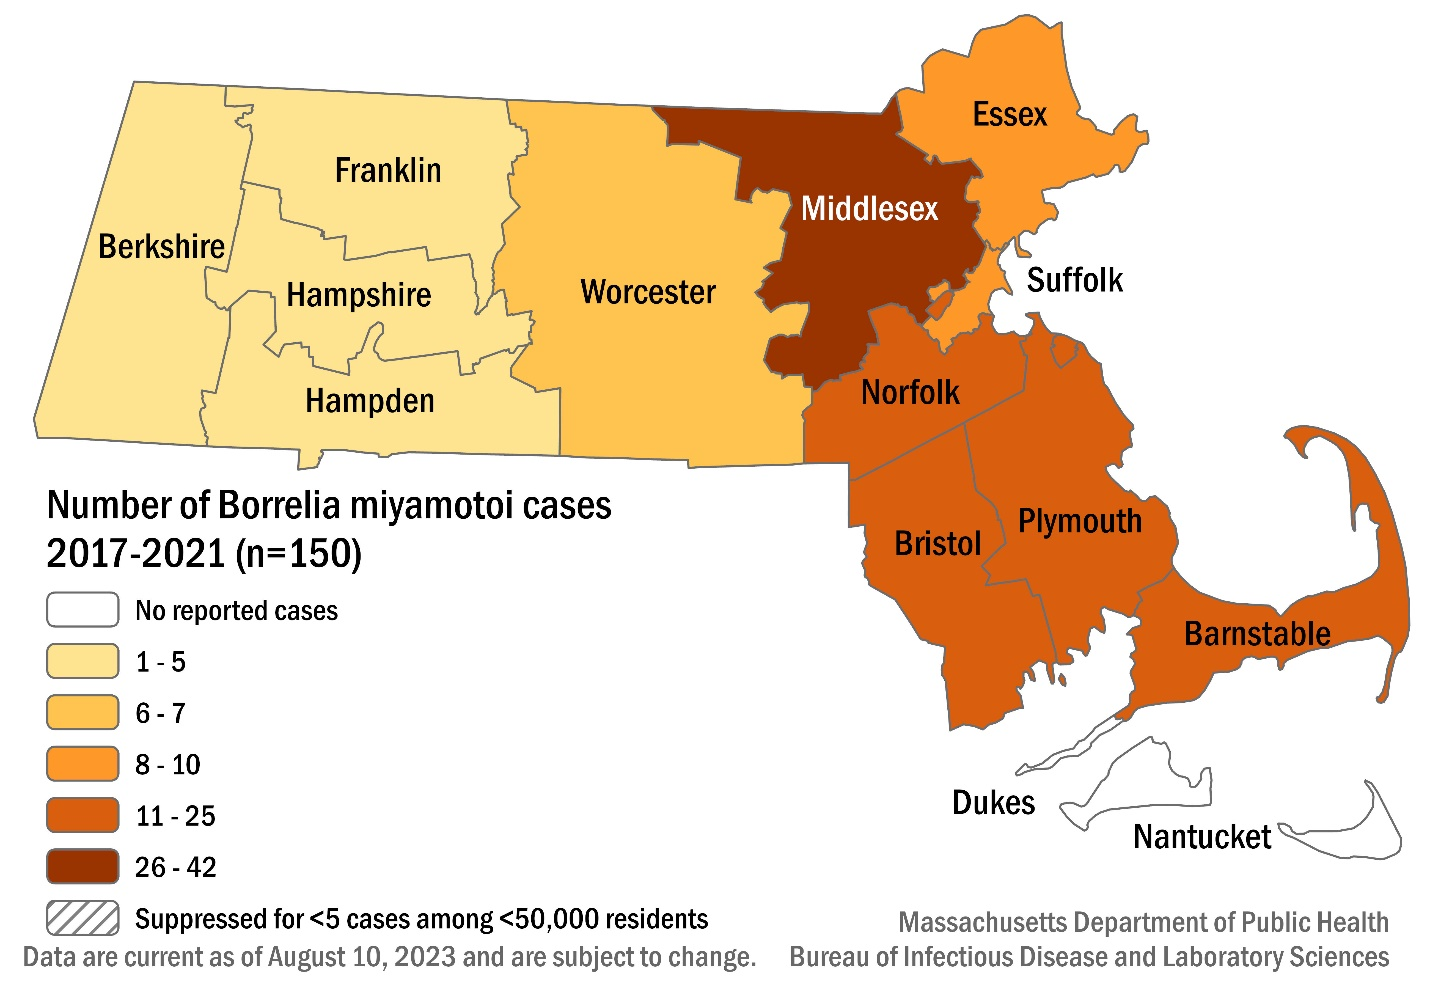 Essex
Franklin
Middlesex
Berkshire
Suffolk
Hampshire
Worcester
Norfolk
Hampden
Number of Borrelia miyamotoi cases
2017-2021 (n=150)
Plymouth
Bristol
No reported cases
Barnstable
1 - 5
6 - 7
8 - 10
Dukes
11 - 25
Nantucket
26 - 42
Suppressed for <5 cases among <50,000 residents
Massachusetts Department of Public Health
Data are current as of August 10, 2023 and are subject to change.
Bureau of Infectious Disease and Laboratory Sciences